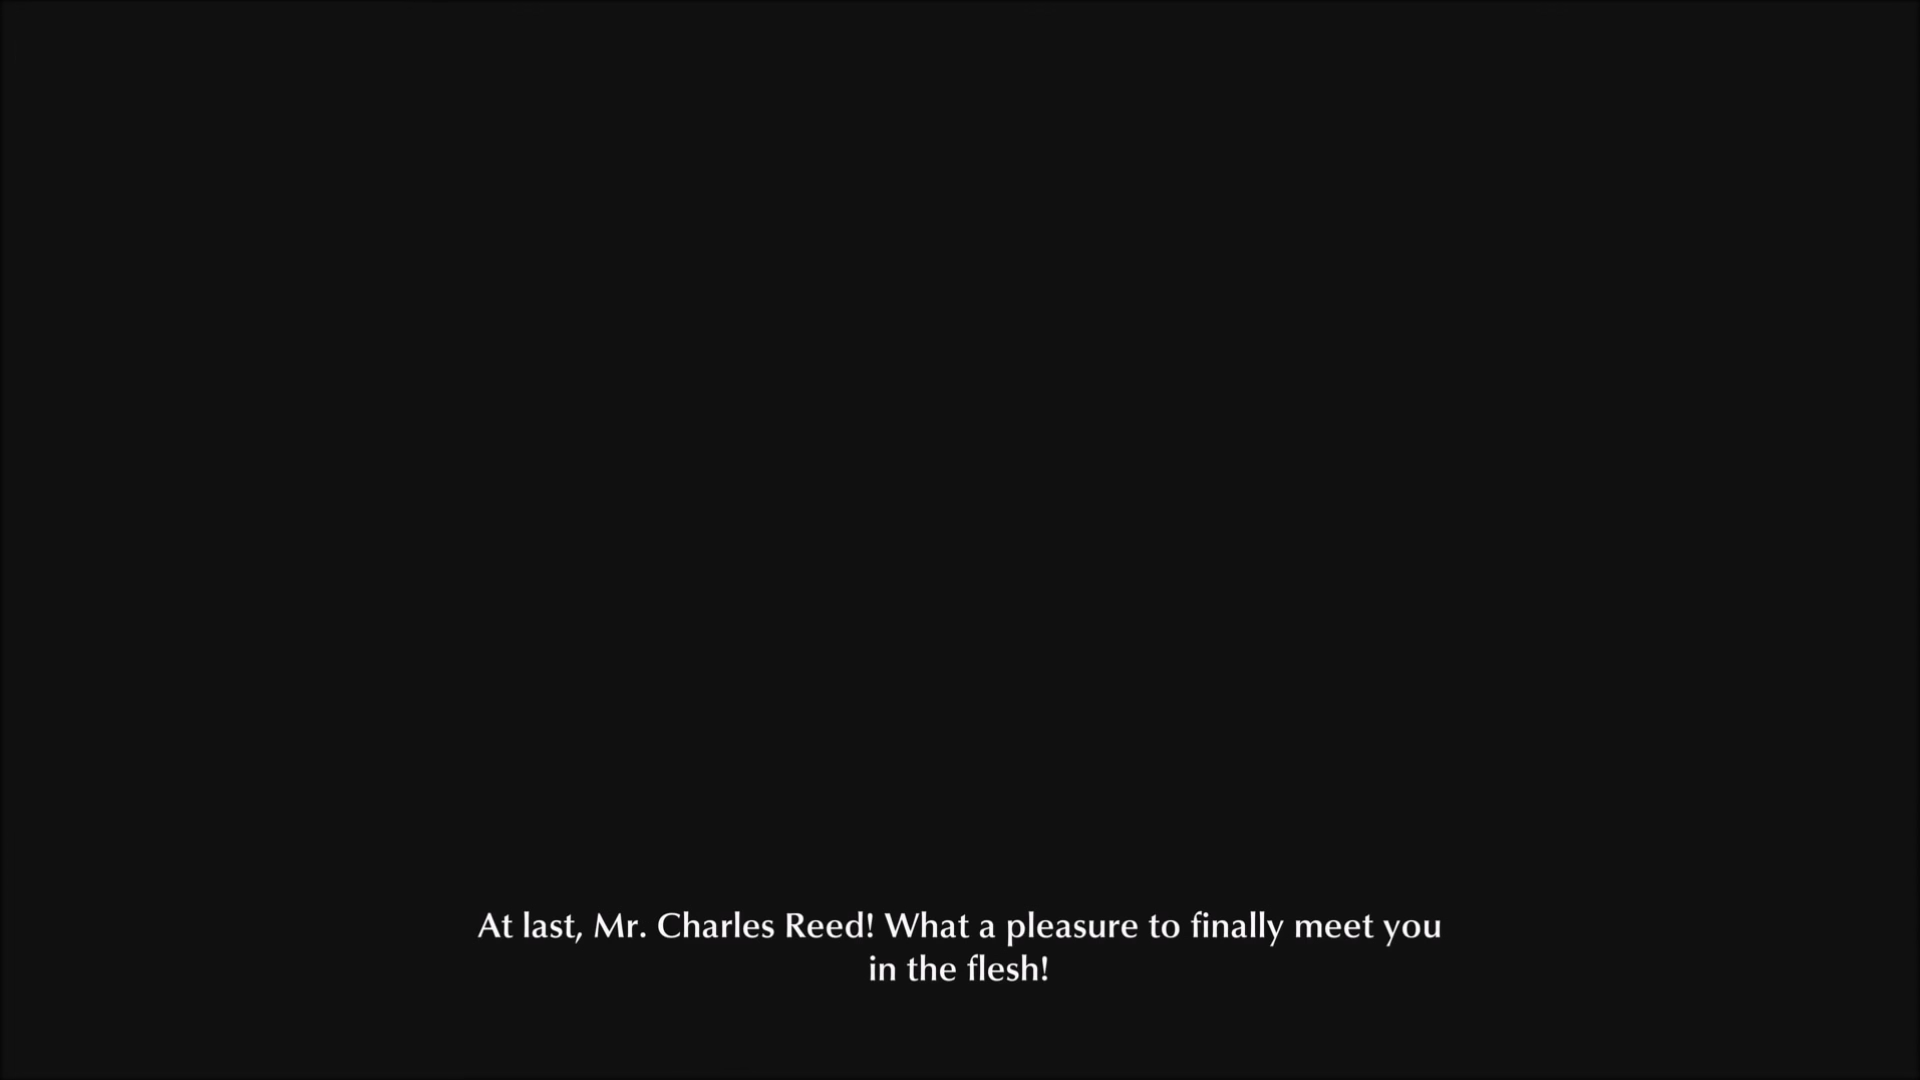 At last, Mr. Charles Reed! What a pleasure to finally meet you
in the flesh!